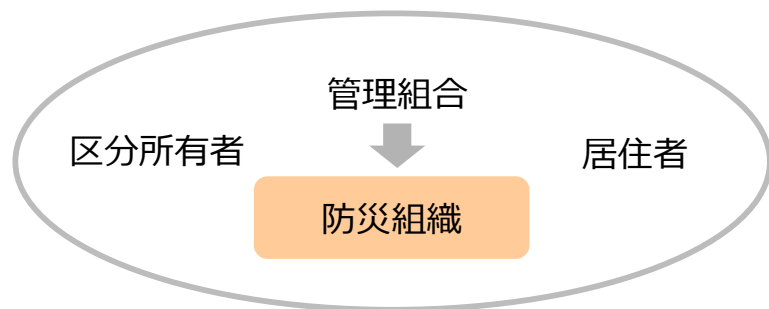 管理組合
区分所有者
居住者
防災組織